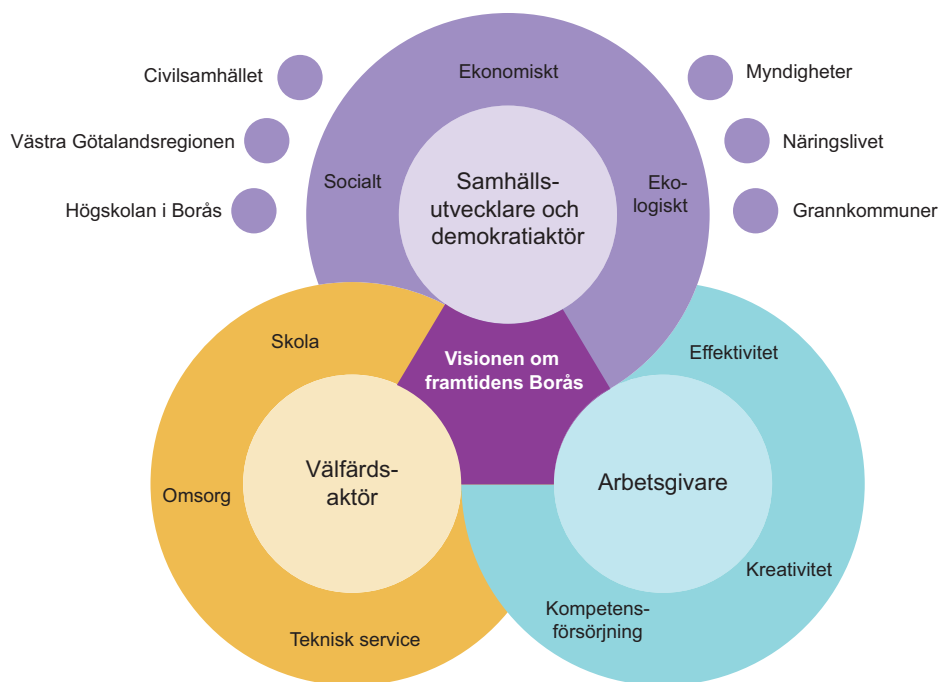 Civilsamhället
Västra Götalandsregionen
Högskolan i Borås
Ekonomiskt
Socialt
Eko-
logiskt
Samhälls-
utvecklare och
demokratiaktör
Myndigheter
Näringslivet
Grannkommuner
Visionen om
framtidens Borås
Skola
Omsorg
Teknisk service
Välfärds-
aktör
Effektivitet
Kreativitet
Kompetens-
försörjning
Arbetsgivare